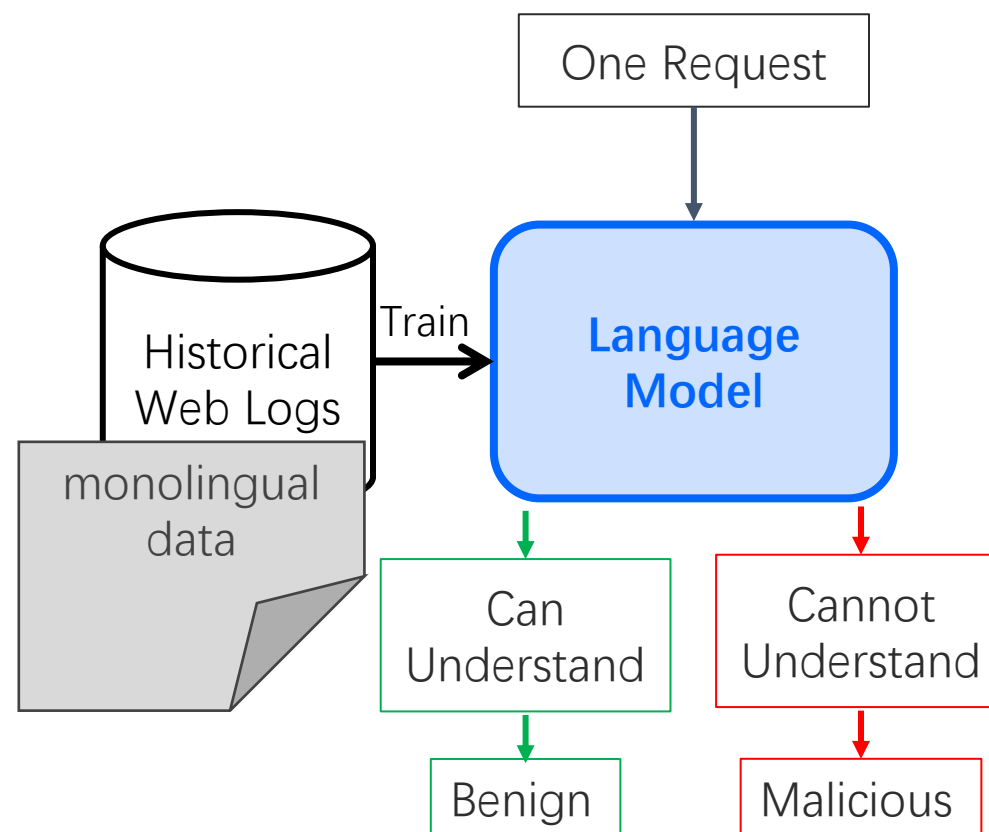 One Request
Train
Historical
Web Logs
Language
Model
monolingual
data
Can
Understand
Cannot
Understand
Benign
Malicious